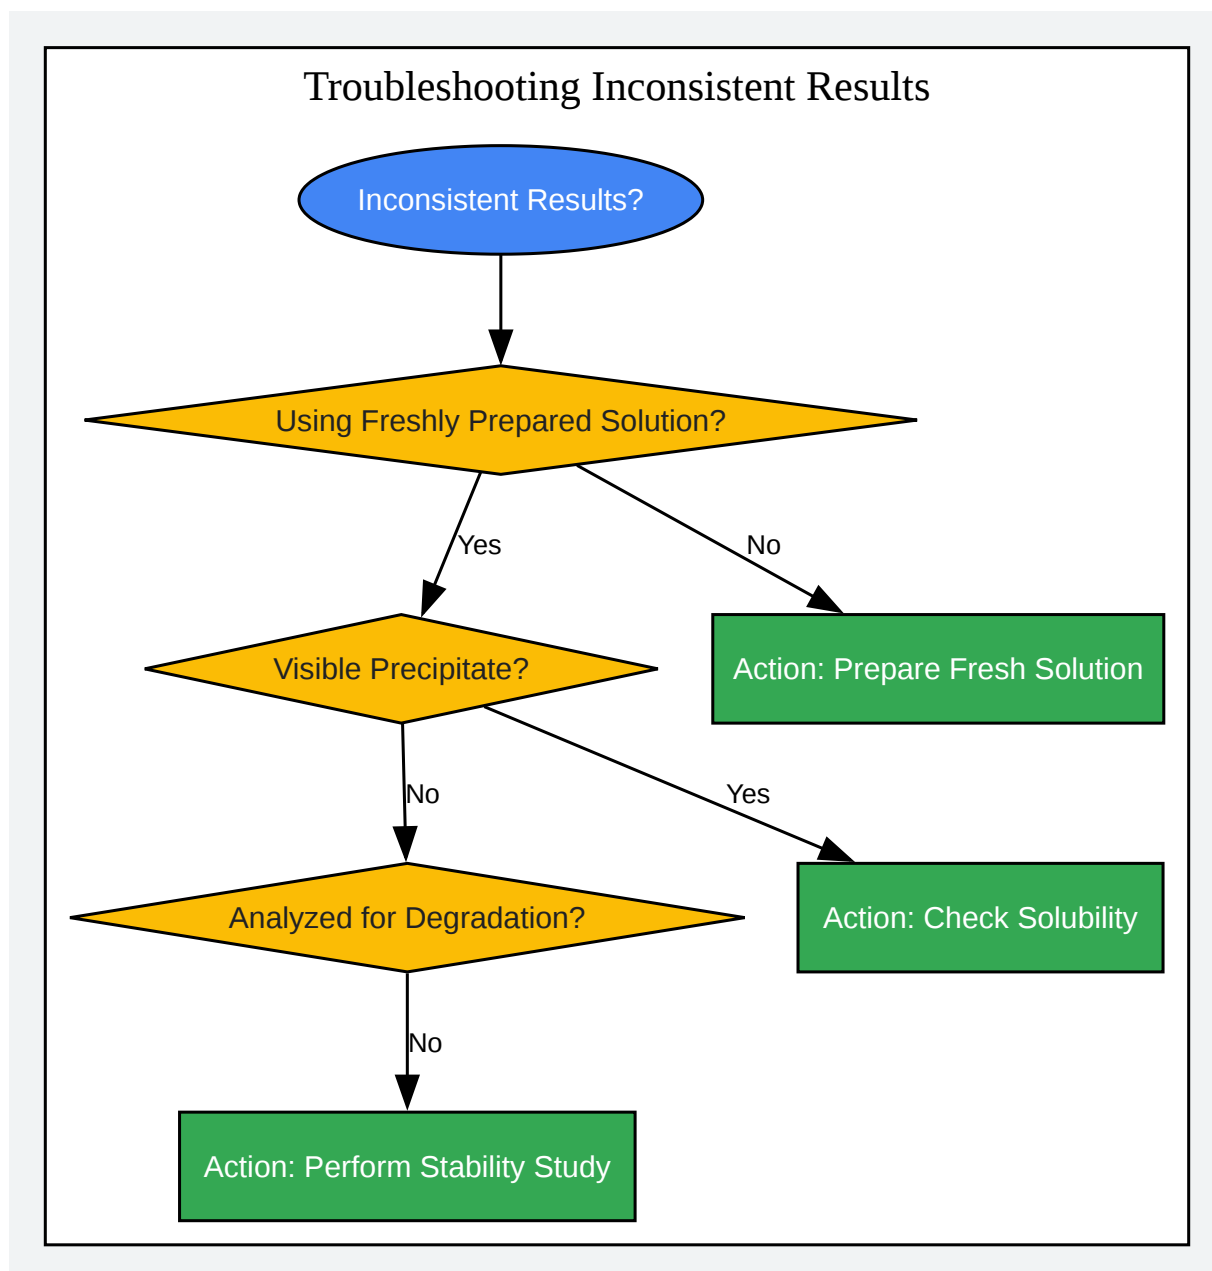 Troubleshooting Inconsistent Results
Inconsistent Results?
Using Freshly Prepared Solution?
Yes
No
Visible Precipitate?
Action: Prepare Fresh Solution
No
Yes
Analyzed for Degradation?
Action: Check Solubility
No
Action: Perform Stability Study